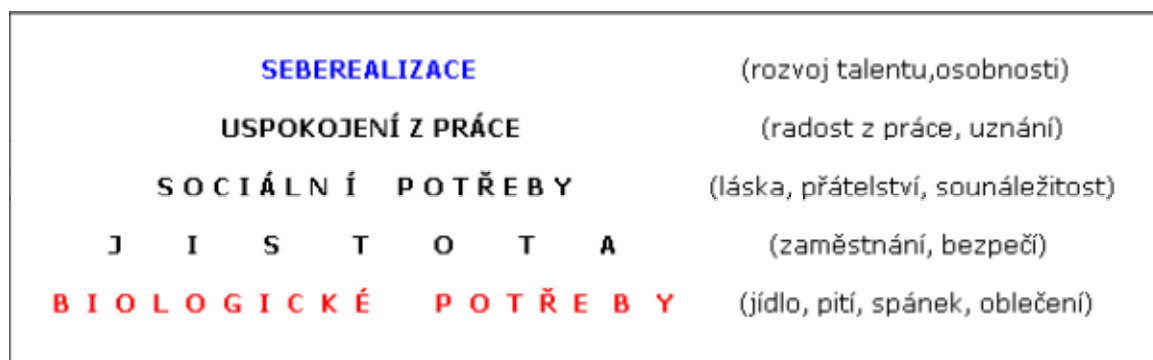 SEBEREALIZACE (rozvoj talentu,osobnosti)
USPOKOJENÍ Z PRÁCE (radost z práce, uznání)
SOCIÁLNÍ POTŘEBY (láska, přátelství, sounáležitost)
JISTOTA (zaměstnání, bezpečí)
BIOLOGICKÉ POTŘEBY (jídlo, pití, spánek, oblečení)